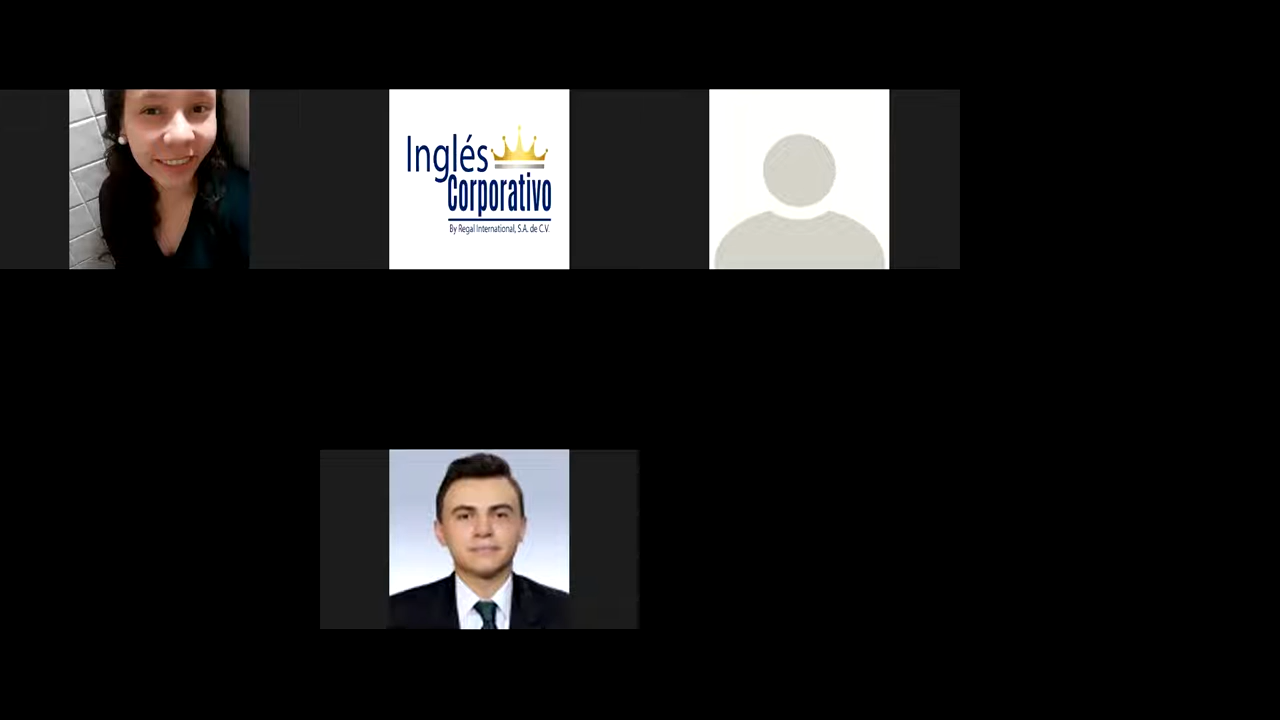 Inglés
Corporativo
By Regal International, S.A. de C.V.